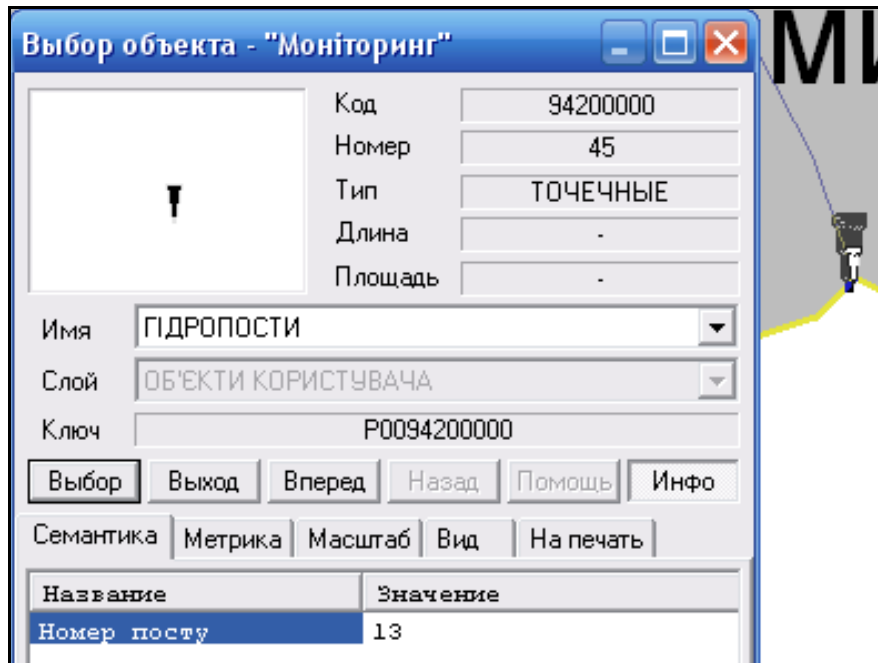 Выбор объекта - "Моніторинг"
МИ
Код 94200000
Номер 45
Тип ТОЧЕЧНЫЕ
Длина -
Площадь -
Имя ГІДРОПОСТИ
Слой ОБ'ЄКТИ КОРИСТУВАЧА
Ключ P0094200000
Выбор Выход Вперед Назад Помощь Инфо
Семантика Метрика Масштаб Вид На печать
Название Значение
Номер посту 13